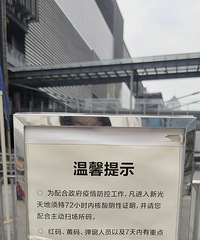 温馨提示
为配合政府疫情防控工作，凡进入新光
天地须持72小时内核酸阴性证明，并请您
配合主动扫场所码。
红码、黄码、弹窗人员以及7天内有重点